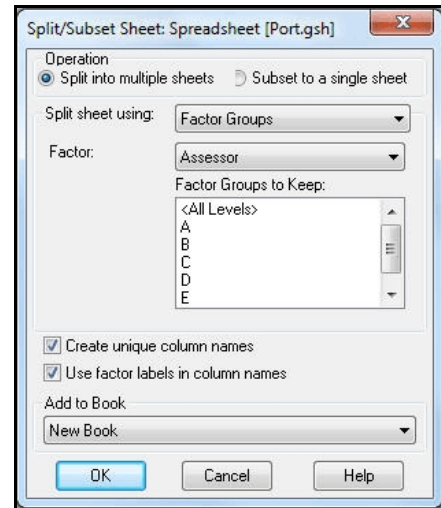 Split/Subset Sheet: Spreadsheet [Port.gsh]
Operation
Split into multiple sheets Subset to a single sheet
Split sheet using: Factor Groups
Factor: Assessor
Factor Groups to Keep:
<All Levels>
A
B
C
D
E
Create unique column names
Use factor labels in column names
Add to Book
New Book
OK Cancel Help